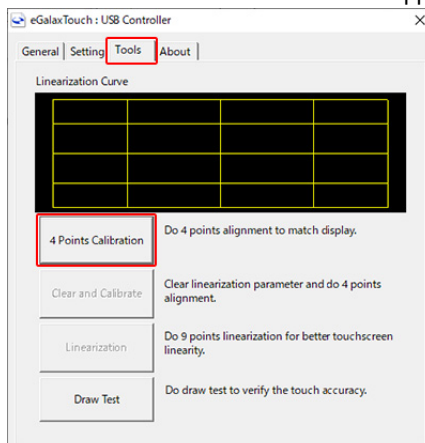 eGalaxTouch : USB Controller
General Setting Tools About
Linearization Curve
4 Points Calibration
Do 4 points alignment to match display.
Clear and Calibrate
Clear linearization parameter and do 4 points
alignment.
Linearization
Do 9 points linearization for better touchscreen
linearity.
Draw Test
Do draw test to verify the touch accuracy.